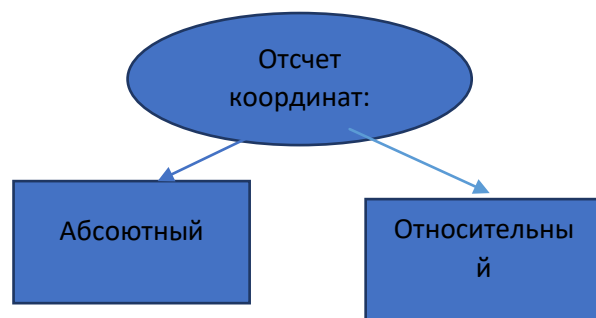 Отсчет
координат:
Абсоютный
Относительны
й